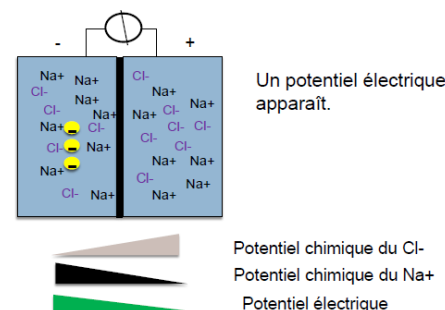 - +
Na+ Cl-
Na+ Na+ Cl-
Cl- Na+ Na+
Cl- Na+ Na+ Cl-
Na+ - Cl- Cl- Cl- Cl-
Cl- - Na+ Na+ Cl-
Na+ - Na+ Na+
Cl- Na+ Cl- Na+
Na+
Un potentiel électrique
apparaît.
Potentiel chimique du Cl-
Potentiel chimique du Na+
Potentiel électrique